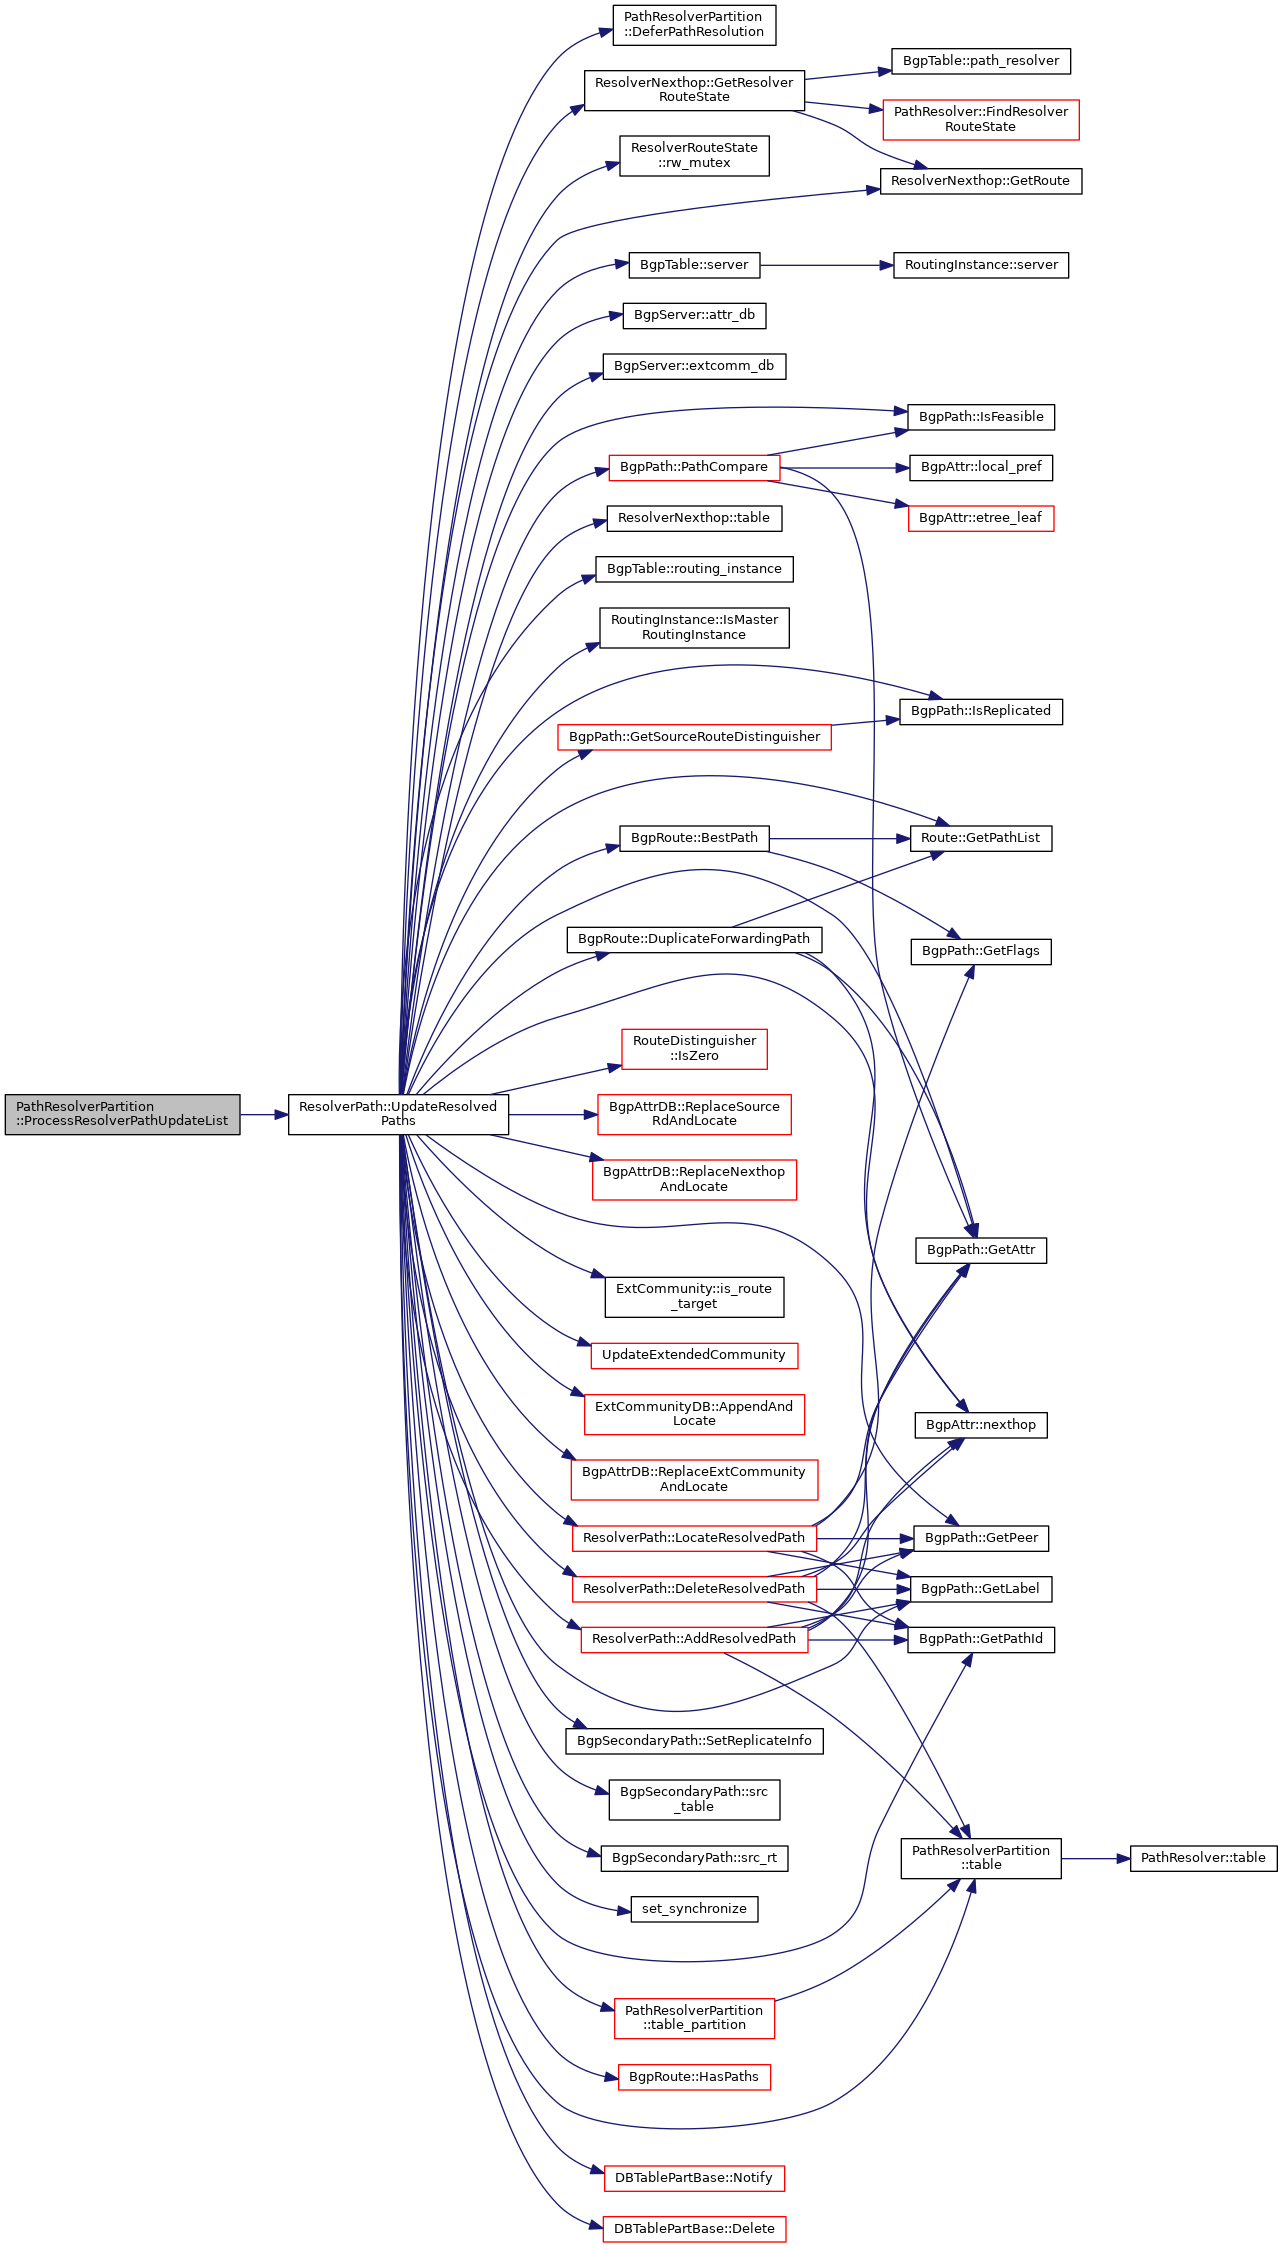 PathResolverPartition
::ProcessResolverPathUpdateList
ResolverPath::UpdateResolved
Paths
PathResolverPartition
::DeferPathResolution
ResolverNexthop::GetResolver
RouteState
ResolverRouteState
::rw_mutex
BgpTable::server
BgpServer::attr_db
BgpServer::extcomm_db
BgpPath::PathCompare
ResolverNexthop::table
BgpTable::routing_instance
RoutingInstance::IsMaster
RoutingInstance
BgpPath::GetSourceRouteDistinguisher
BgpRoute::BestPath
BgpRoute::DuplicateForwardingPath
RouteDistinguisher
::IsZero
BgpAttrDB::ReplaceSource
RdAndLocate
BgpAttrDB::ReplaceNexthop
AndLocate
ExtCommunity::is_route
_target
UpdateExtendedCommunity
ExtCommunityDB::AppendAnd
Locate
BgpAttrDB::ReplaceExtCommunity
AndLocate
ResolverPath::LocateResolvedPath
ResolverPath::DeleteResolvedPath
ResolverPath::AddResolvedPath
BgpSecondaryPath::SetReplicateInfo
BgpSecondaryPath::src
_table
BgpSecondaryPath::src_rt
set_synchronize
PathResolverPartition
::table_partition
BgpRoute::HasPaths
DBTablePartBase::Notify
DBTablePartBase::Delete
BgpTable::path_resolver
PathResolver::FindResolver
RouteState
ResolverNexthop::GetRoute
RoutingInstance::server
BgpPath::IsFeasible
BgpAttr::local_pref
BgpAttr::etree_leaf
BgpPath::IsReplicated
Route::GetPathList
BgpPath::GetFlags
BgpPath::GetAttr
BgpAttr::nexthop
BgpPath::GetPeer
BgpPath::GetLabel
BgpPath::GetPathId
PathResolverPartition
::table
PathResolver::table